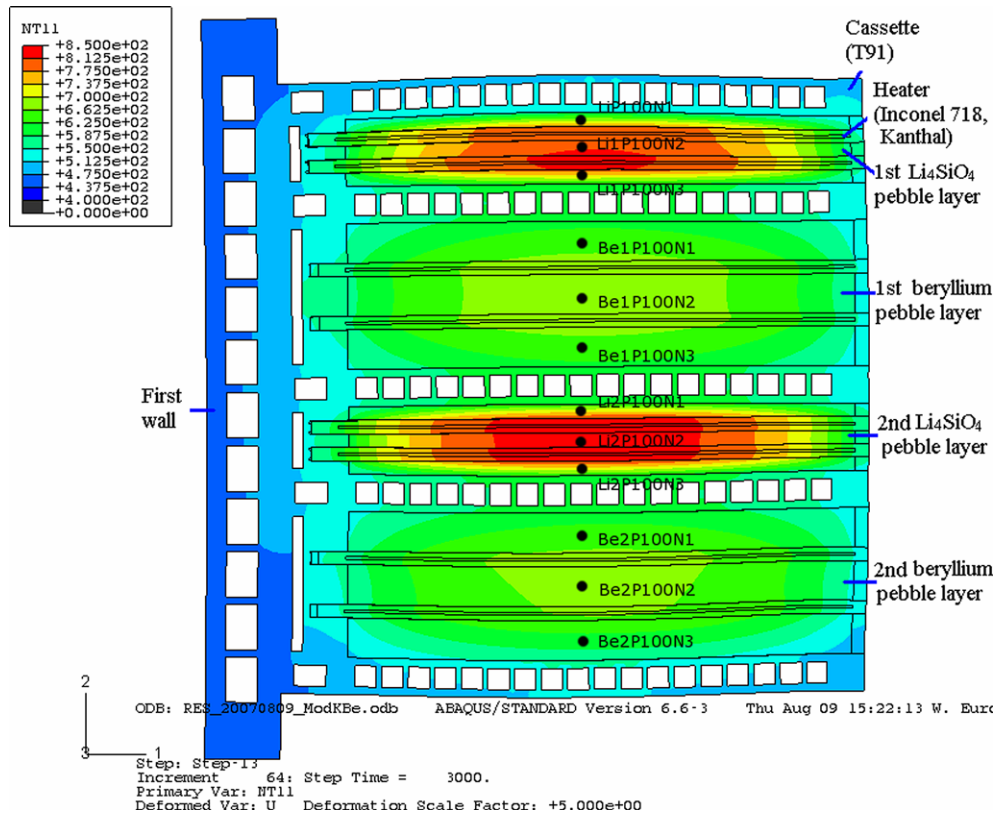 NT11
+8.500e+02
+8.125e+02
+7.750e+02
+7.375e+02
+7.000e+02
+6.625e+02
+6.250e+02
+5.875e+02
+5.500e+02
+5.125e+02
+4.750e+02
+4.375e+02
+4.000e+02
+0.000e+00
Cassette
(T91)
Heater
(Inconel 718,
Kanthal)
1st Li₄SiO₄
pebble layer
1st beryllium
pebble layer
2nd Li₄SiO₄
pebble layer
2nd beryllium
pebble layer
First
wall
LiP100N1
Li1P100N2
Li1P100N3
Be1P100N1
Be1P100N2
Be1P100N3
Li2P100N1
Li2P100N2
Li2P100N3
Be2P100N1
Be2P100N2
Be2P100N3
2
3
1
ODB: RES_20070809_ModKBe.odb ABAQUS/STANDARD Version 6.6-3 Thu Aug 09 15:22:13 W. Euro
Step: Step-13
Increment 64: Step Time = 3000.
Primary Var: NT11
Deformed Var: U Deformation Scale Factor: +5.000e+00